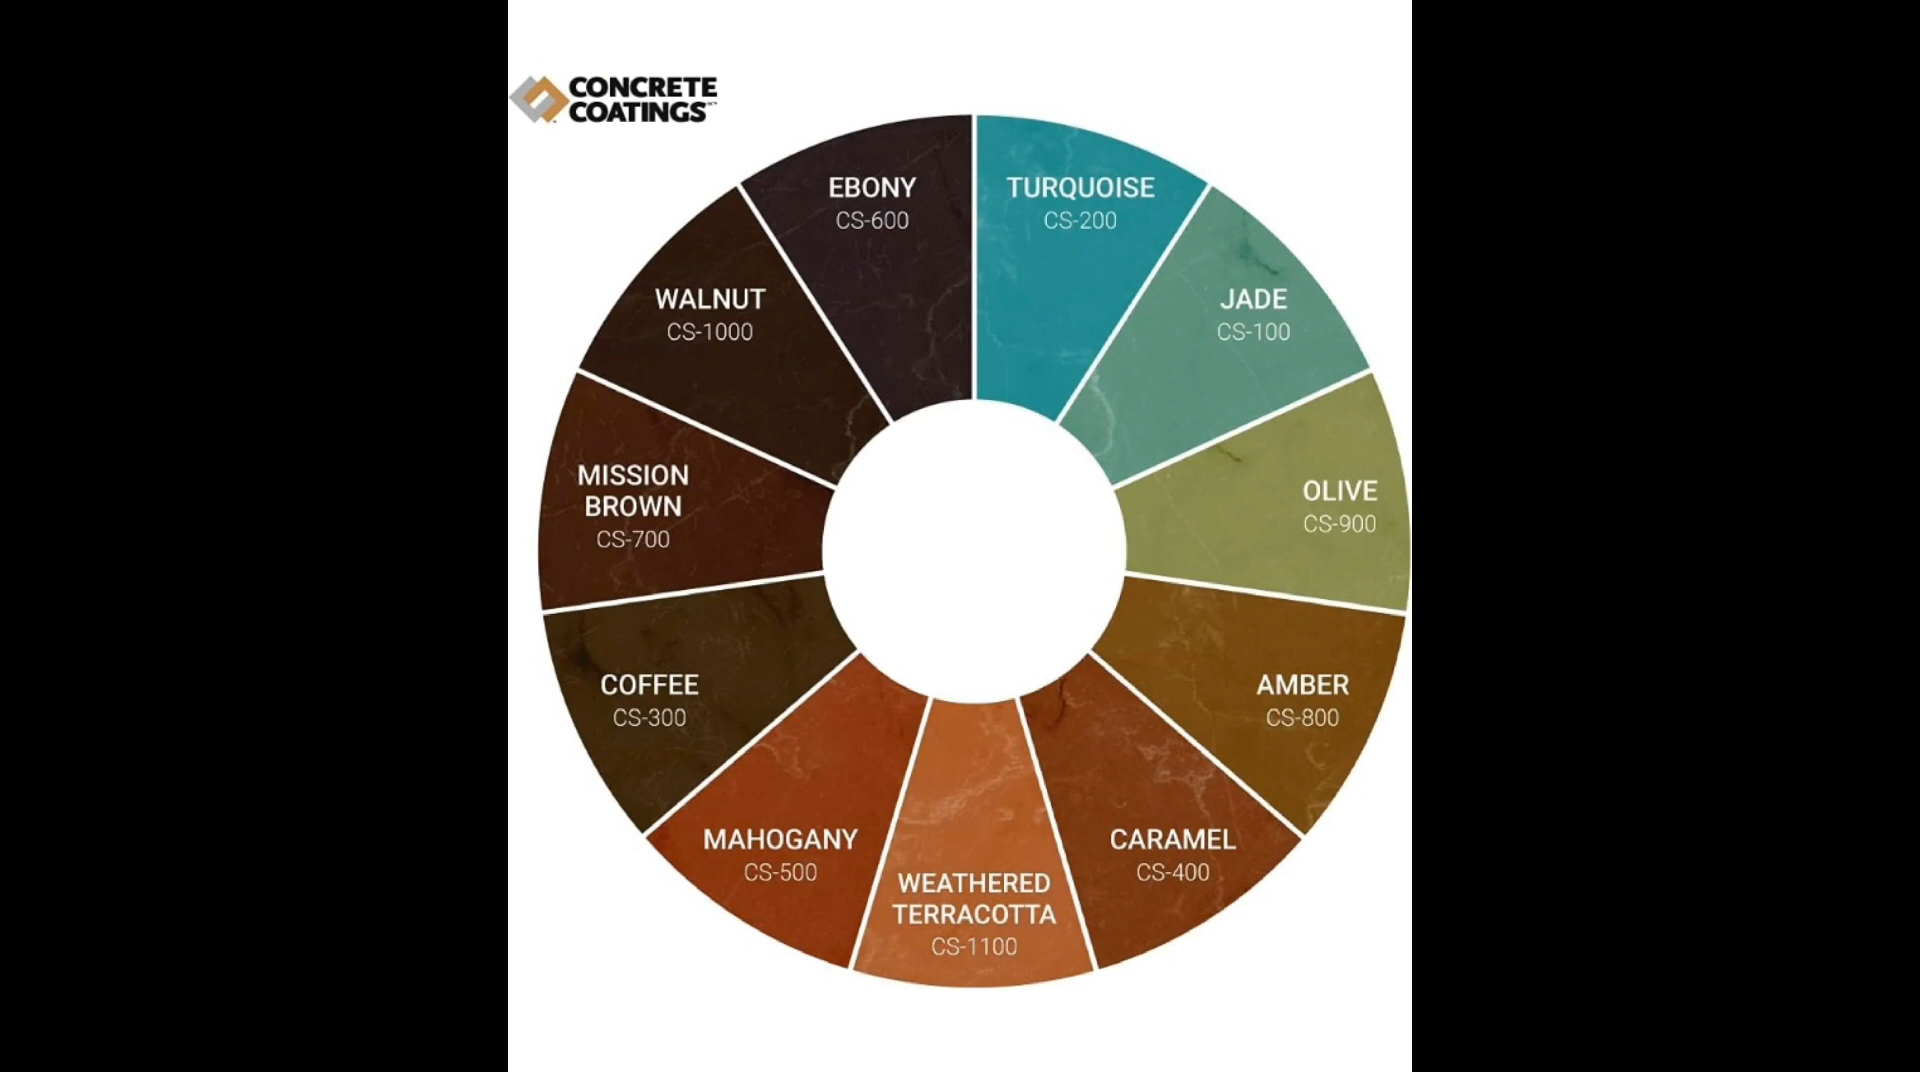 CONCRETE
COATINGS
EBONY
CS-600
TURQUOISE
CS-200
WALNUT
CS-1000
JADE
CS-100
MISSION
BROWN
CS-700
OLIVE
CS-900
COFFEE
CS-300
AMBER
CS-800
MAHOGANY
CS-500
CARAMEL
CS-400
WEATHERED
TERRACOTTA
CS-1100